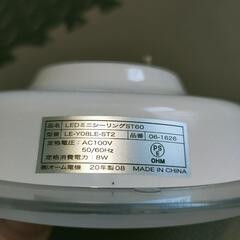 品名 LEDミニシーリングST60
型番 LE-Y08LE-ST2 品番 06-1626
定格電圧：AC100V
50/60Hz
定格消費電力：8W
PS
E
OHM
㈱オーム電機 20年製 08 MADE IN CHINA